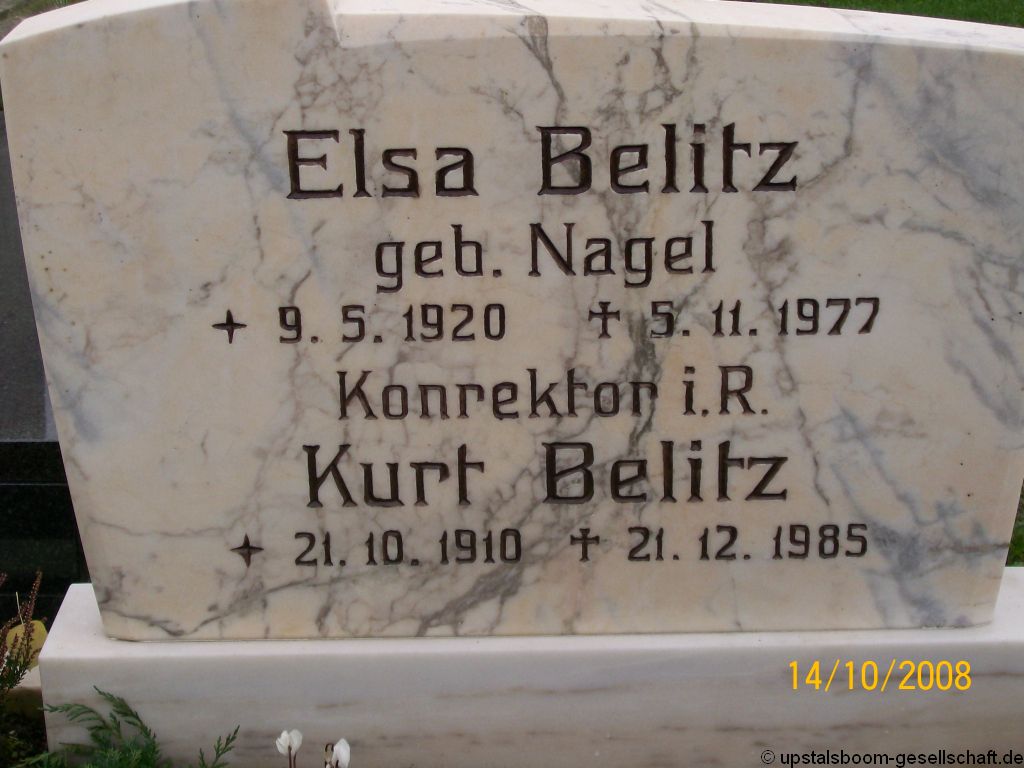 Elsa Belitz
geb. Nagel
✦ 9. 5. 1920 ✝ 5. 11. 1977
Konrektor i.R.
Kurt Belitz
✦ 21. 10. 1910 ✝ 21. 12. 1985
14/10/2008
© upstalsboom-gesellschaft.de